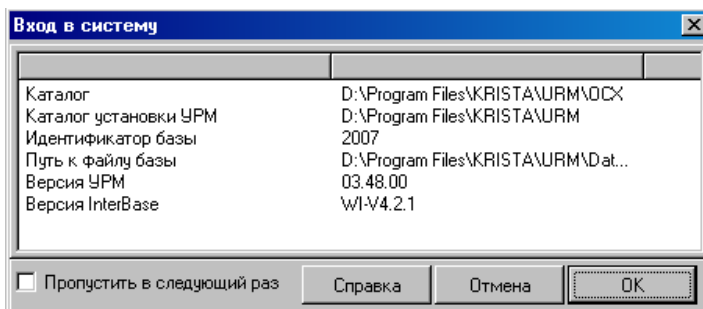 Вход в систему
Каталог D:\Program Files\KRISTA\URM\OCX
Каталог установки УРМ D:\Program Files\KRISTA\URM
Идентификатор базы 2007
Путь к файлу базы D:\Program Files\KRISTA\URM\Dat...
Версия УРМ 03.48.00
Версия InterBase WI-V4.2.1
Пропустить в следующий раз Справка Отмена OK